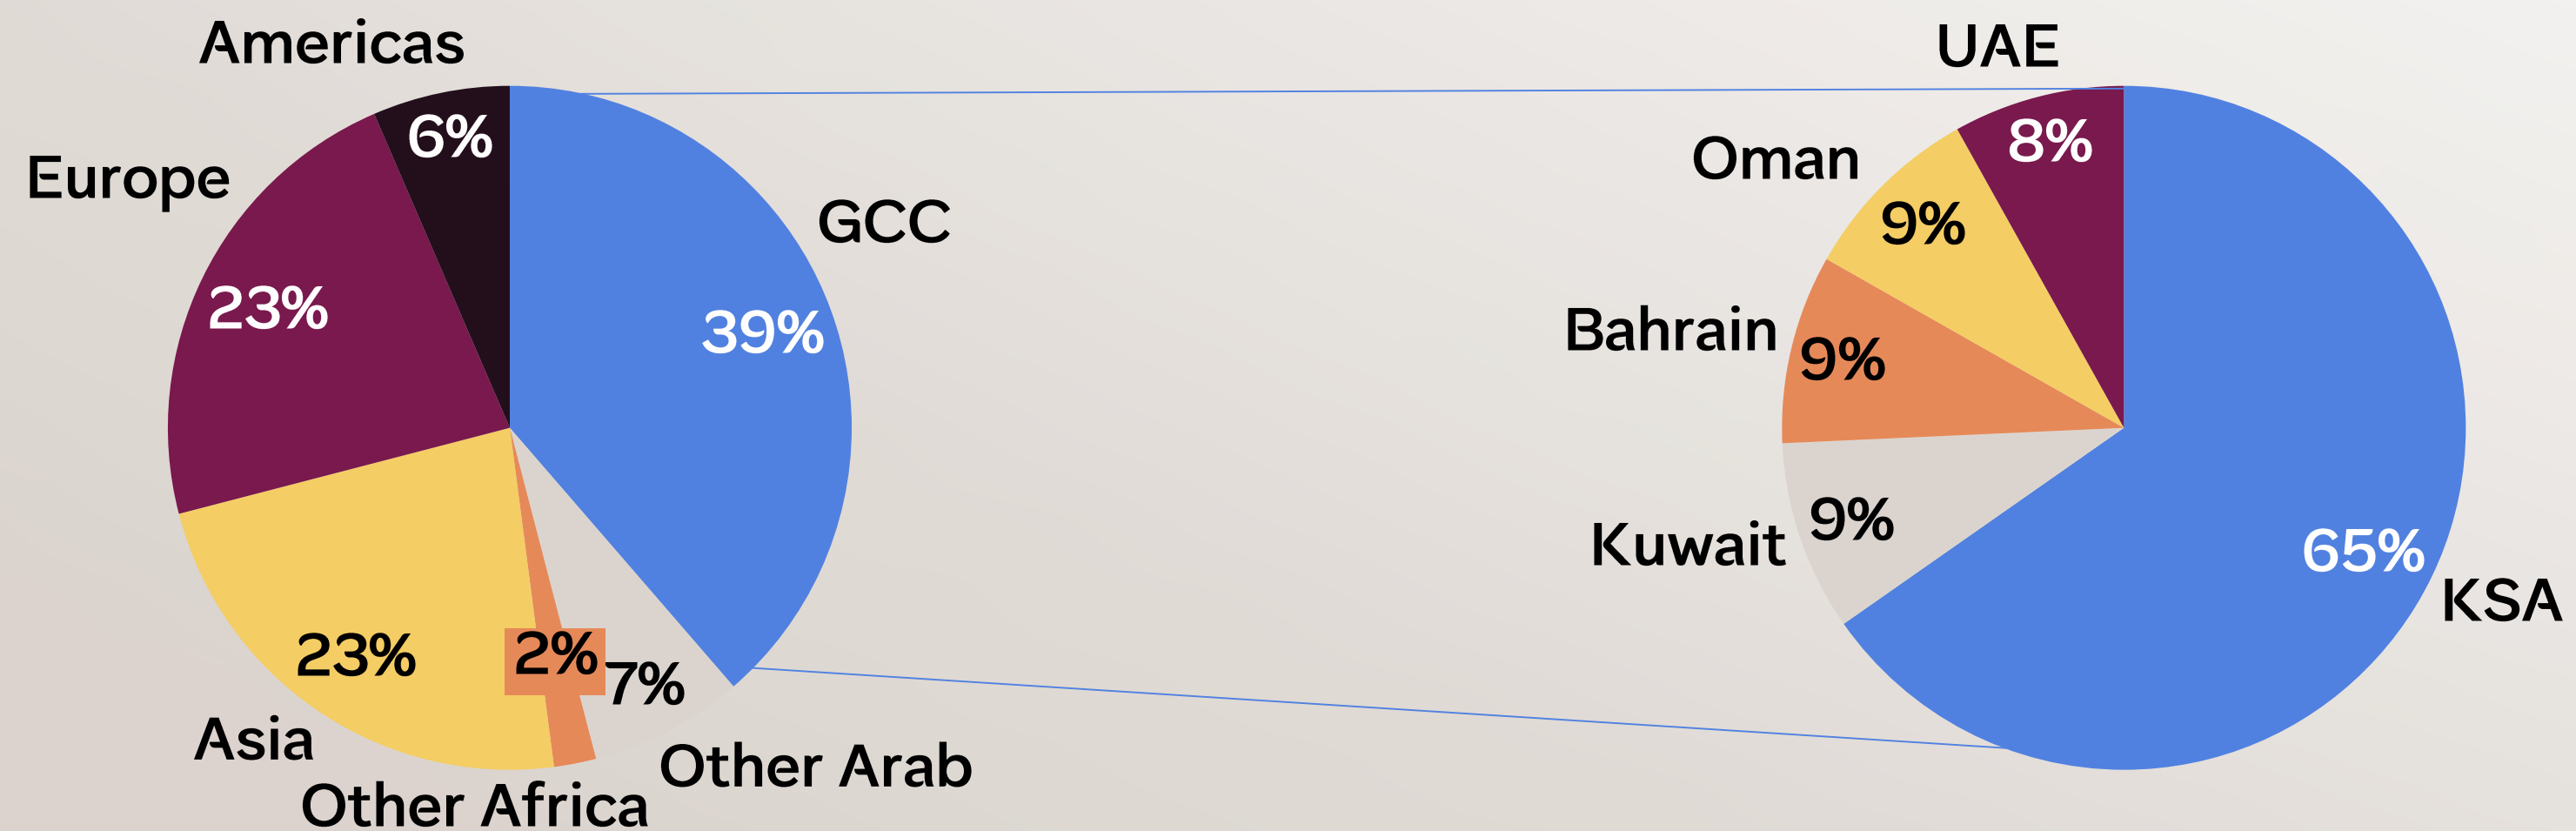 Americas
6%
Europe
23%
GCC
39%
23%
Asia
2%
Other Africa
7%
Other Arab
UAE
8%
Oman
9%
Bahrain
9%
Kuwait
9%
65%
KSA